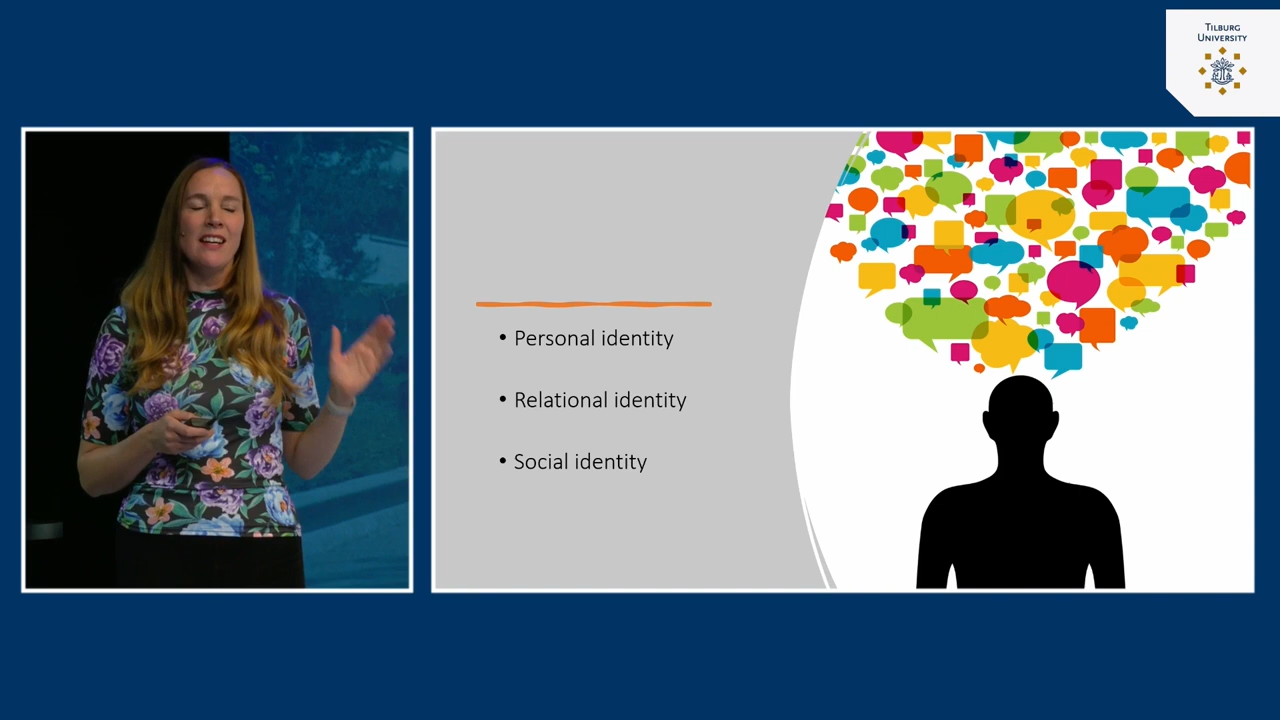 TILBURG
UNIVERSITY
• Personal identity
• Relational identity
• Social identity